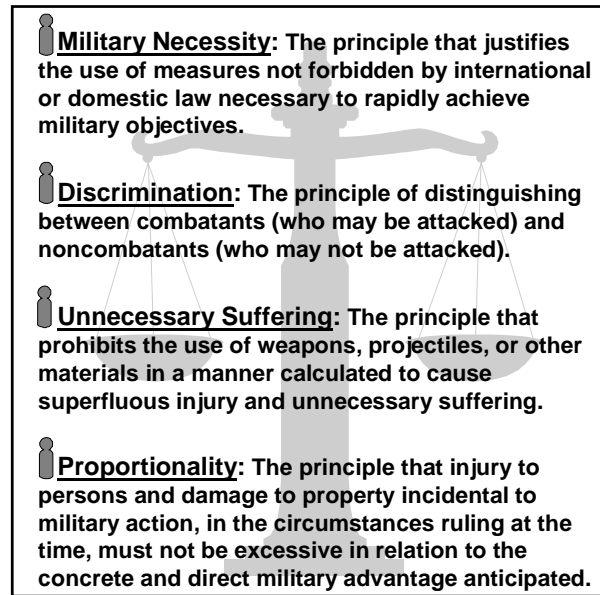 Military Necessity: The principle that justifies
the use of measures not forbidden by international
or domestic law necessary to rapidly achieve
military objectives.
Discrimination: The principle of distinguishing
between combatants (who may be attacked) and
noncombatants (who may not be attacked).
Unnecessary Suffering: The principle that
prohibits the use of weapons, projectiles, or other
materials in a manner calculated to cause
superfluous injury and unnecessary suffering.
Proportionality: The principle that injury to
persons and damage to property incidental to
military action, in the circumstances ruling at the
time, must not be excessive in relation to the
concrete and direct military advantage anticipated.